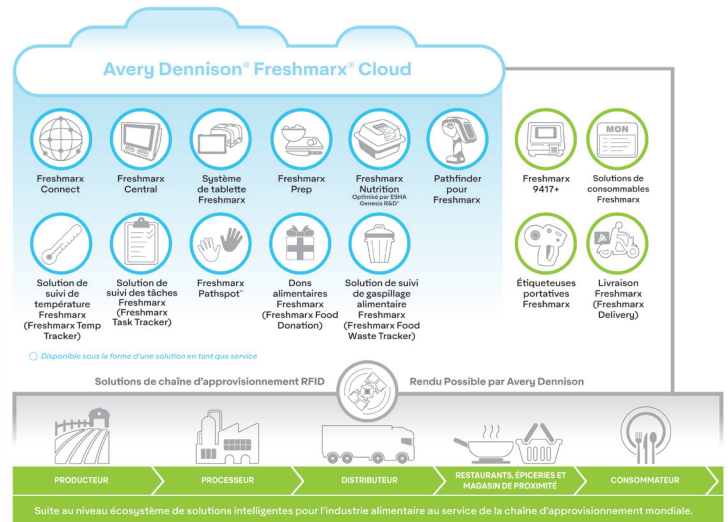 Avery Dennison® Freshmarx® Cloud
Freshmarx
Connect
Freshmarx
Central
Système
de tablette
Freshmarx
Freshmarx
Prep
Freshmarx
Nutrition
Optimisé par ESHA
Genesis R&D®
Pathfinder
pour
Freshmarx
Freshmarx
9417+
MON
Solutions de
consommables
Freshmarx
Solution de
suivi de
température
Freshmarx
(Freshmarx Temp
Tracker)
Solution de
suivi des tâches
Freshmarx
(Freshmarx
Task Tracker)
Freshmarx
Pathspot™
Dons
alimentaires
Freshmarx
(Freshmarx Food
Donation)
Solution de suivi
de gaspillage
alimentaire
Freshmarx
(Freshmarx Food
Waste Tracker)
Étiqueteuses
portatives
Freshmarx
Livraison
Freshmarx
(Freshmarx
Delivery)
Disponible sous la forme d'une solution en tant que service
Solutions de chaîne d'approvisionnement RFID
Rendu Possible par Avery Dennison
PRODUCTEUR
PROCESSEUR
DISTRIBUTEUR
RESTAURANTS, ÉPICERIES ET
MAGASIN DE PROXIMITÉ
CONSOMMATEUR
Suite au niveau écosystème de solutions intelligentes pour l'industrie alimentaire au service de la chaîne d'approvisionnement mondiale.